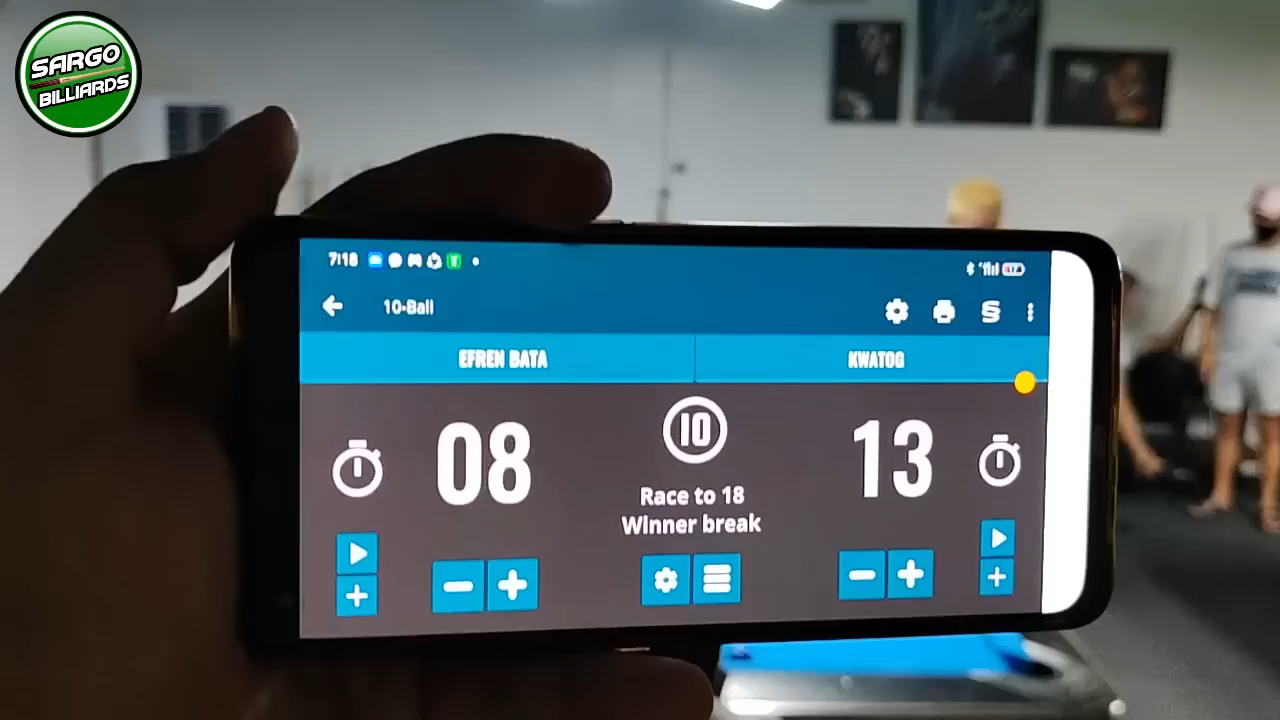 SARGO
BILLIARDS
7:18
10-Ball
EFREN BATA
KWATOG
08
10
13
Race to 18
Winner break